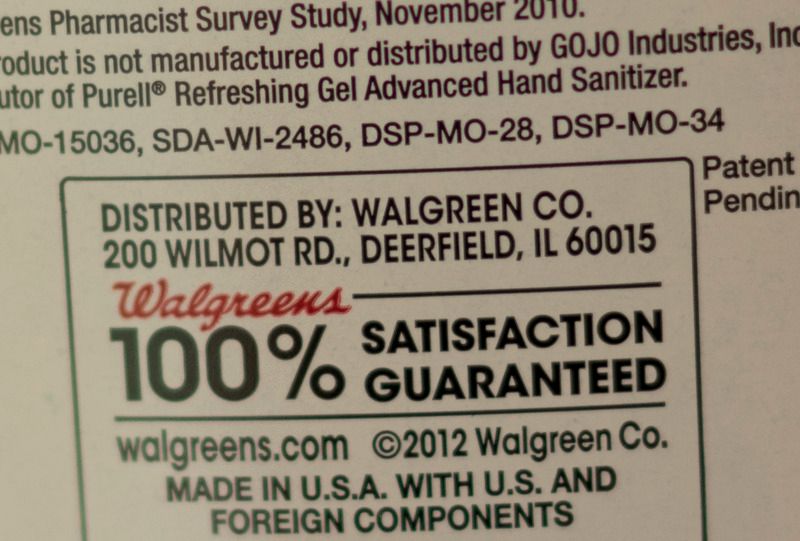 ens Pharmacist Survey Study, November 2010.
roduct is not manufactured or distributed by GOJO Industries, Inc
utor of Purell® Refreshing Gel Advanced Hand Sanitizer.
MO-15036, SDA-WI-2486, DSP-MO-28, DSP-MO-34
Patent
Pendin
DISTRIBUTED BY: WALGREEN CO.
200 WILMOT RD., DEERFIELD, IL 60015
Walgreens
100% SATISFACTION
GUARANTEED
walgreens.com ©2012 Walgreen Co.
MADE IN U.S.A. WITH U.S. AND
FOREIGN COMPONENTS